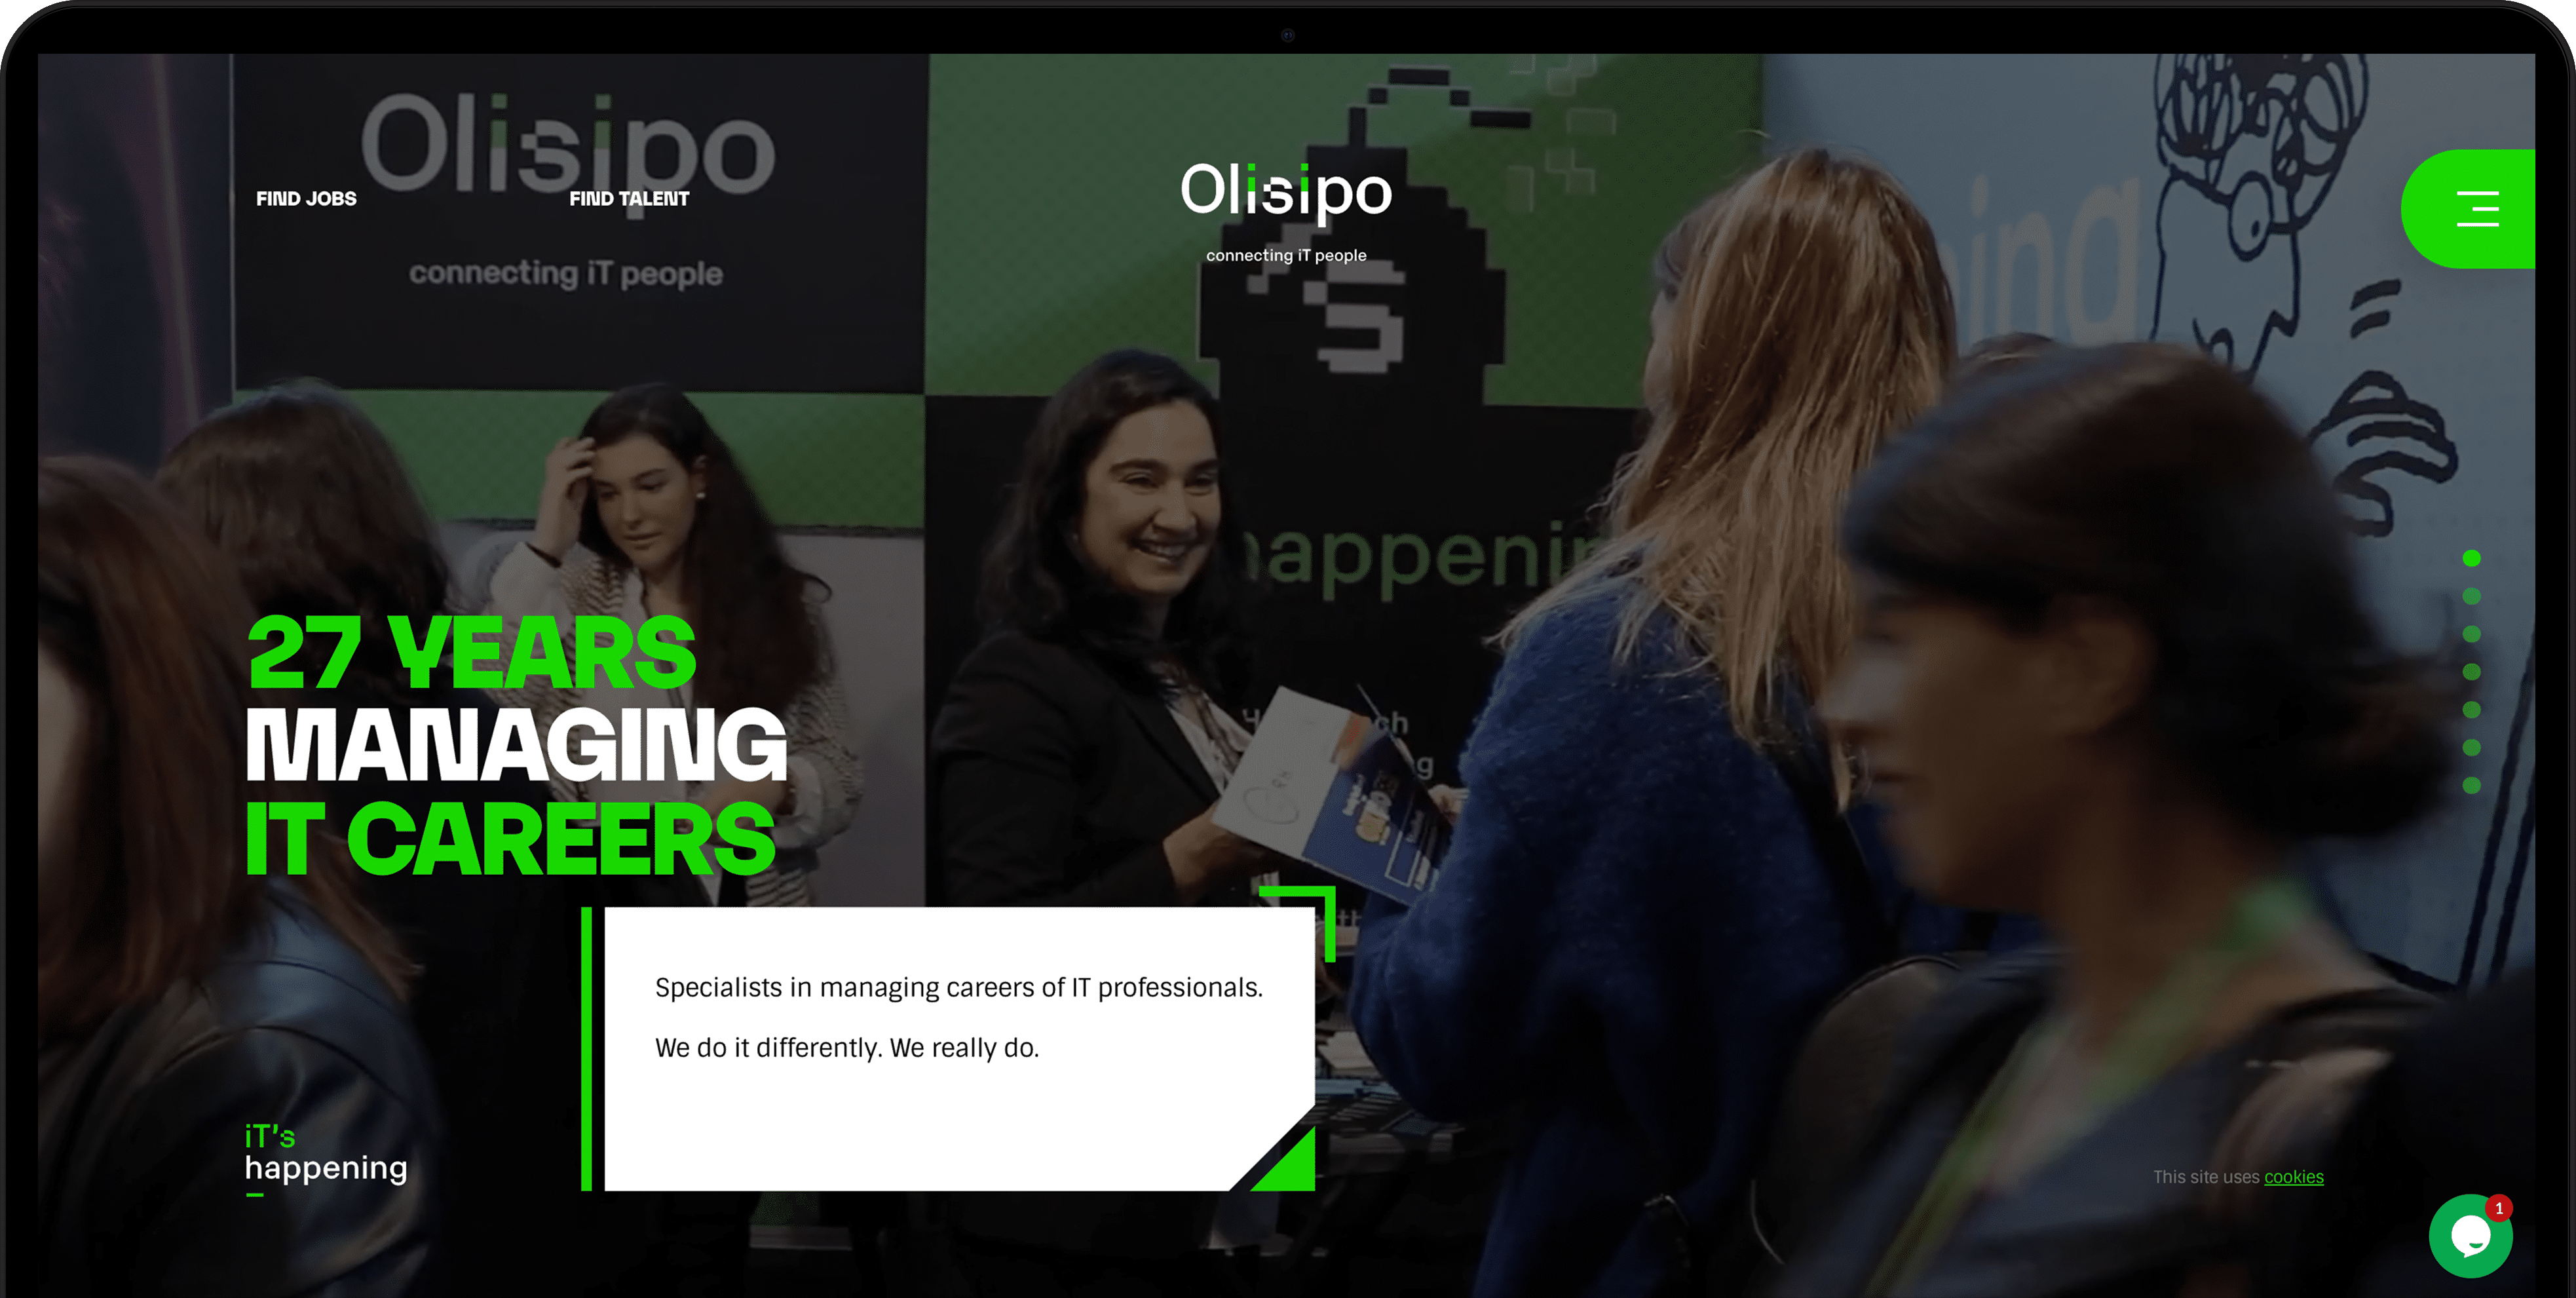 Olisipo
connecting iT people
FIND JOBS
FIND TALENT
Olisipo
connecting iT people
27 YEARS
MANAGING
IT CAREERS
Specialists in managing careers of IT professionals.
We do it differently. We really do.
iT's
happening
This site uses cookies
1